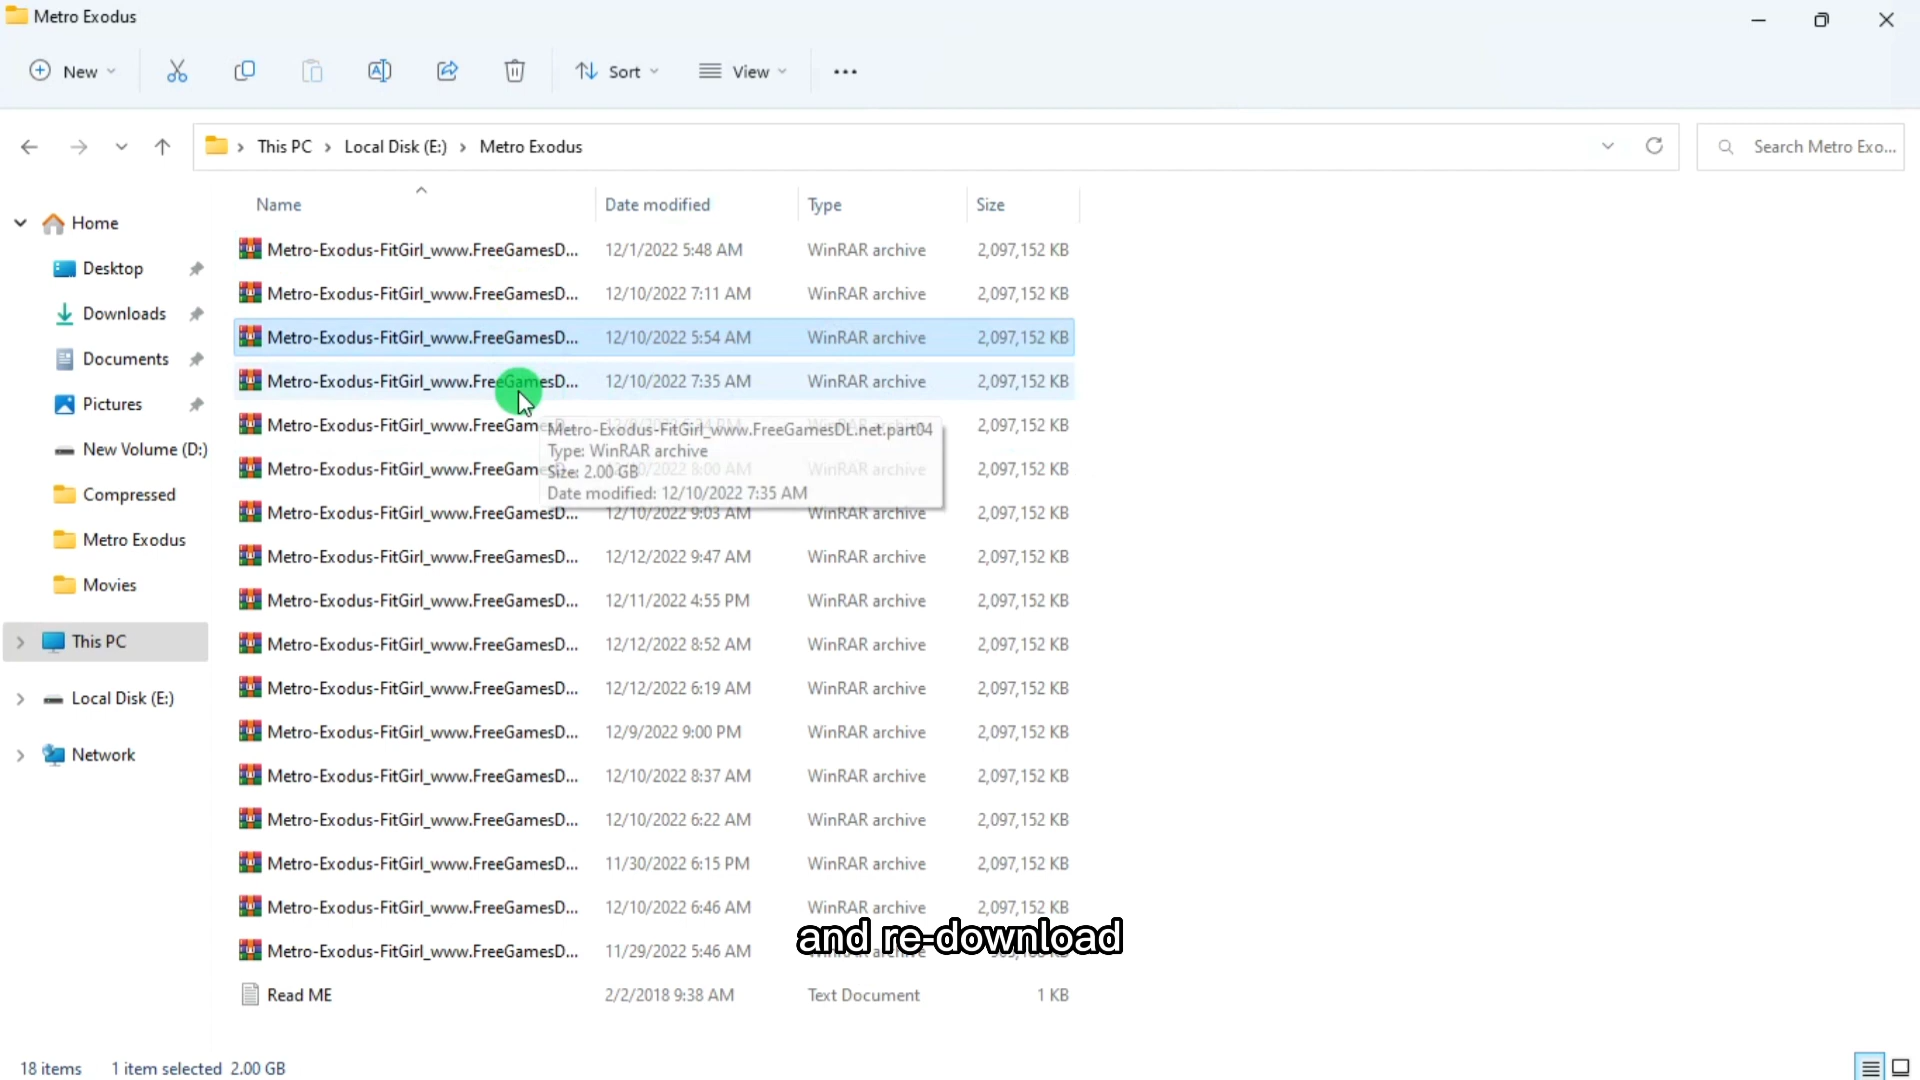 Metro Exodus
New
Sort
View
This PC
Local Disk (E:)
Metro Exodus
Search Metro Exo...
Name
Date modified
Type
Size
Home
Desktop
Downloads
Documents
Pictures
New Volume (D:)
Compressed
Metro Exodus
Movies
This PC
Local Disk (E:)
Network
Metro-Exodus-FitGirl_www.FreeGamesD... 12/1/2022 5:48 AM WinRAR archive 2,097,152 KB
Metro-Exodus-FitGirl_www.FreeGamesD... 12/10/2022 7:11 AM WinRAR archive 2,097,152 KB
Metro-Exodus-FitGirl_www.FreeGamesD... 12/10/2022 5:54 AM WinRAR archive 2,097,152 KB
Metro-Exodus-FitGirl_www.FreeGamesD... 12/10/2022 7:35 AM WinRAR archive 2,097,152 KB
Metro-Exodus-FitGirl_www.FreeGam 2,097,152 KB
Metro-Exodus-FitGirl_www.FreeGam 8:00 AM WinRAR archive 2,097,152 KB
Metro-Exodus-FitGirl_www.FreeGamesDL.net.part04
Type: WinRAR archive
Size: 2.00 GB
Date modified: 12/10/2022 7:35 AM
Metro-Exodus-FitGirl_www.FreeGamesD... 12/10/2022 9:03 AM WinRAR archive 2,097,152 KB
Metro-Exodus-FitGirl_www.FreeGamesD... 12/12/2022 9:47 AM WinRAR archive 2,097,152 KB
Metro-Exodus-FitGirl_www.FreeGamesD... 12/11/2022 4:55 PM WinRAR archive 2,097,152 KB
Metro-Exodus-FitGirl_www.FreeGamesD... 12/12/2022 8:52 AM WinRAR archive 2,097,152 KB
Metro-Exodus-FitGirl_www.FreeGamesD... 12/12/2022 6:19 AM WinRAR archive 2,097,152 KB
Metro-Exodus-FitGirl_www.FreeGamesD... 12/9/2022 9:00 PM WinRAR archive 2,097,152 KB
Metro-Exodus-FitGirl_www.FreeGamesD... 12/10/2022 8:37 AM WinRAR archive 2,097,152 KB
Metro-Exodus-FitGirl_www.FreeGamesD... 12/10/2022 6:22 AM WinRAR archive 2,097,152 KB
Metro-Exodus-FitGirl_www.FreeGamesD... 11/30/2022 6:15 PM WinRAR archive 2,097,152 KB
Metro-Exodus-FitGirl_www.FreeGamesD... 12/10/2022 6:46 AM WinRAR archive 2,097,152 KB
Metro-Exodus-FitGirl_www.FreeGamesD... 11/29/2022 5:46 AM
and re-download
Read ME 2/2/2018 9:38 AM Text Document 1 KB
18 items 1 item selected 2.00 GB